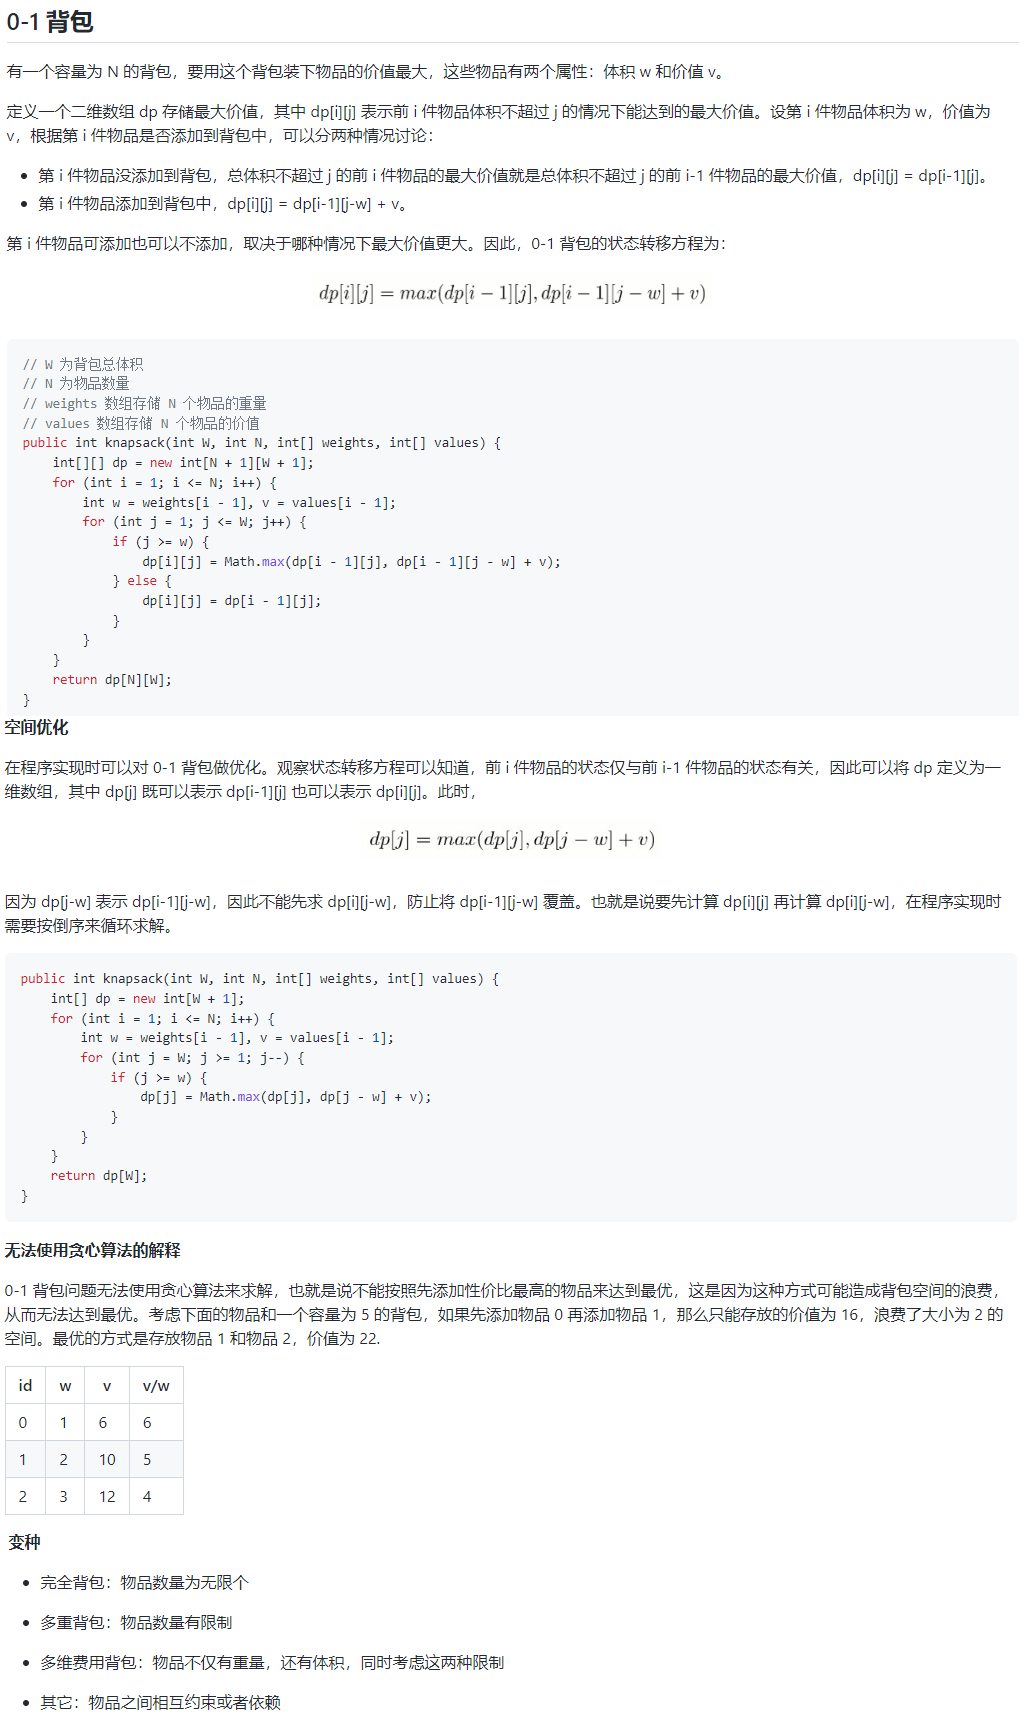 0-1 背包
有一个容量为 N 的背包，要用这个背包装下物品的价值最大，这些物品有两个属性：体积 w 和价值 v。
定义一个二维数组 dp 存储最大价值，其中 dp[i][j] 表示前 i 件物品体积不超过 j 的情况下能达到的最大价值。设第 i 件物品体积为 w，价值为
v，根据第 i 件物品是否添加到背包中，可以分两种情况讨论：
• 第 i 件物品没添加到背包，总体积不超过 j 的前 i 件物品的最大价值就是总体积不超过 j 的前 i-1 件物品的最大价值，dp[i][j] = dp[i-1][j]。
• 第 i 件物品添加到背包中，dp[i][j] = dp[i-1][j-w] + v。
第 i 件物品可添加也可以不添加，取决于哪种情况下最大价值更大。因此，0-1 背包的状态转移方程为：
dp[i][j] = max(dp[i − 1][j], dp[i − 1][j − w] + v)
// W 为背包总体积
// N 为物品数量
// weights 数组存储 N 个物品的重量
// values 数组存储 N 个物品的价值
public int knapsack(int W, int N, int[] weights, int[] values) {
    int[][] dp = new int[N + 1][W + 1];
    for (int i = 1; i <= N; i++) {
        int w = weights[i - 1], v = values[i - 1];
        for (int j = 1; j <= W; j++) {
            if (j >= w) {
                dp[i][j] = Math.max(dp[i - 1][j], dp[i - 1][j - w] + v);
            } else {
                dp[i][j] = dp[i - 1][j];
            }
        }
    }
    return dp[N][W];
}
空间优化
在程序实现时可以对 0-1 背包做优化。观察状态转移方程可以知道，前 i 件物品的状态仅与前 i-1 件物品的状态有关，因此可以将 dp 定义为一
维数组，其中 dp[j] 既可以表示 dp[i-1][j] 也可以表示 dp[i][j]。此时，
dp[j] = max(dp[j], dp[j − w] + v)
因为 dp[j-w] 表示 dp[i-1][j-w]，因此不能先求 dp[i][j-w]，防止将 dp[i-1][j-w] 覆盖。也就是说要先计算 dp[i][j] 再计算 dp[i][j-w]，在程序实现时
需要按倒序来循环求解。
public int knapsack(int W, int N, int[] weights, int[] values) {
    int[] dp = new int[W + 1];
    for (int i = 1; i <= N; i++) {
        int w = weights[i - 1], v = values[i - 1];
        for (int j = W; j >= 1; j--) {
            if (j >= w) {
                dp[j] = Math.max(dp[j], dp[j - w] + v);
            }
        }
    }
    return dp[W];
}
无法使用贪心算法的解释
0-1 背包问题无法使用贪心算法来求解，也就是说不能按照先添加性价比最高的物品来达到最优，这是因为这种方式可能造成背包空间的浪费，
从而无法达到最优。考虑下面的物品和一个容量为 5 的背包，如果先添加物品 0 再添加物品 1，那么只能存放的价值为 16，浪费了大小为 2 的
空间。最优的方式是存放物品 1 和物品 2，价值为 22.
id w v v/w
0 1 6 6
1 2 10 5
2 3 12 4
变种
• 完全背包：物品数量为无限个
• 多重背包：物品数量有限制
• 多维费用背包：物品不仅有重量，还有体积，同时考虑这两种限制
• 其它：物品之间相互约束或者依赖